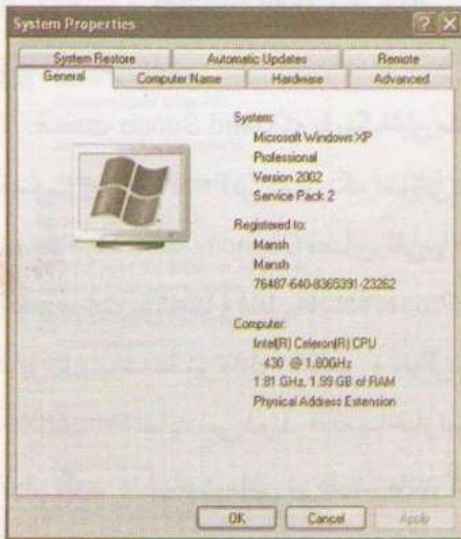 System Properties
System Restore
Automatic Updates
Remote
General
Computer Name
Hardware
Advanced
System:
Microsoft Windows XP
Professional
Version 2002
Service Pack 2
Registered to:
Mansh
Mansh
76487-640-8365391-23262
Computer:
Intel(R) Celeron(R) CPU
430 @ 1.80GHz
1.81 GHz, 1.99 GB of RAM
Physical Address Extension
OK
Cancel
Apply